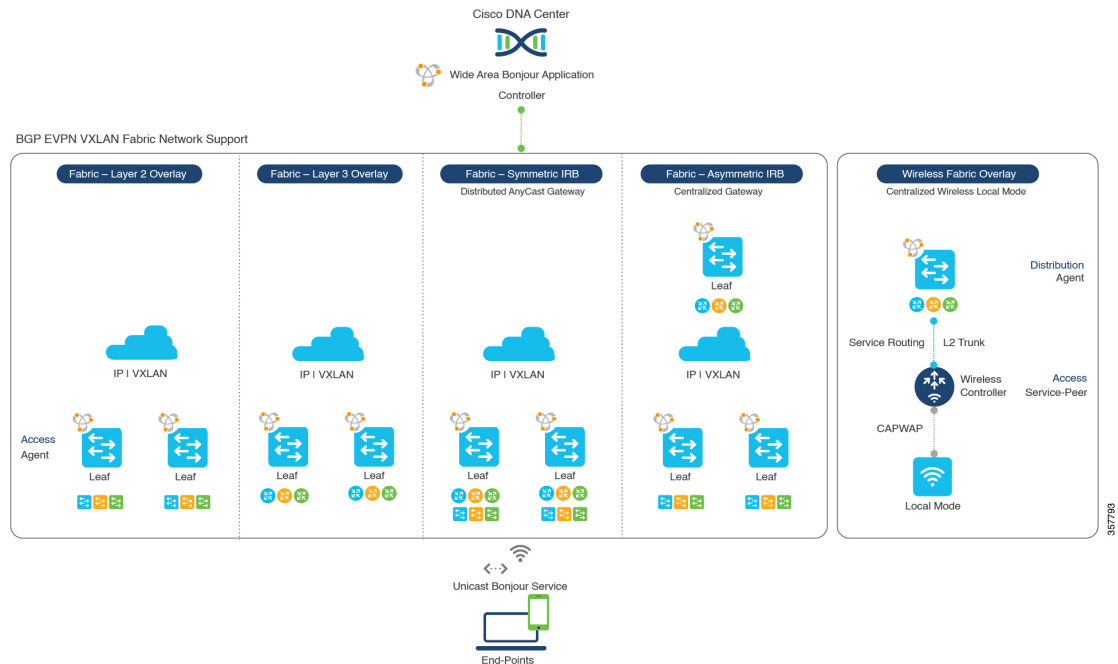 Cisco DNA Center
Wide Area Bonjour Application
Controller
BGP EVPN VXLAN Fabric Network Support
Fabric – Layer 2 Overlay
Fabric – Layer 3 Overlay
Fabric – Symmetric IRB
Distributed AnyCast Gateway
Fabric – Asymmetric IRB
Centralized Gateway
Wireless Fabric Overlay
Centralized Wireless Local Mode
Leaf
Distribution
Agent
IP | VXLAN
IP | VXLAN
IP | VXLAN
IP | VXLAN
Service Routing
L2 Trunk
Wireless
Controller
Access
Service-Peer
CAPWAP
Local Mode
Access
Agent
Leaf
Leaf
Leaf
Leaf
Leaf
Leaf
Leaf
Leaf
Unicast Bonjour Service
End-Points
357793